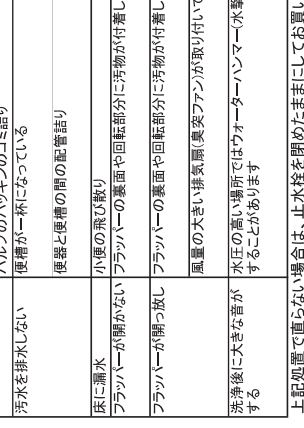 バルブのパッキンのゴミ詰り
汚水を排水しない
便槽が一杯になっている
便器と便槽の間の配管詰り
床に漏水
小便の飛び散り
フラッパーが開かない
フラッパーの裏面や回転部分に汚物が付着し
フラッパーが開っ放し
フラッパーの裏面や回転部分に汚物が付着し
風量の大きい排気扇(臭突ファン)が取り付いて
洗浄後に大きな音が
する
水圧の高い場所ではウォーターハンマー(水撃
することがあります
上記処置で直らない場合は、止水栓を閉めたままにしてお買い